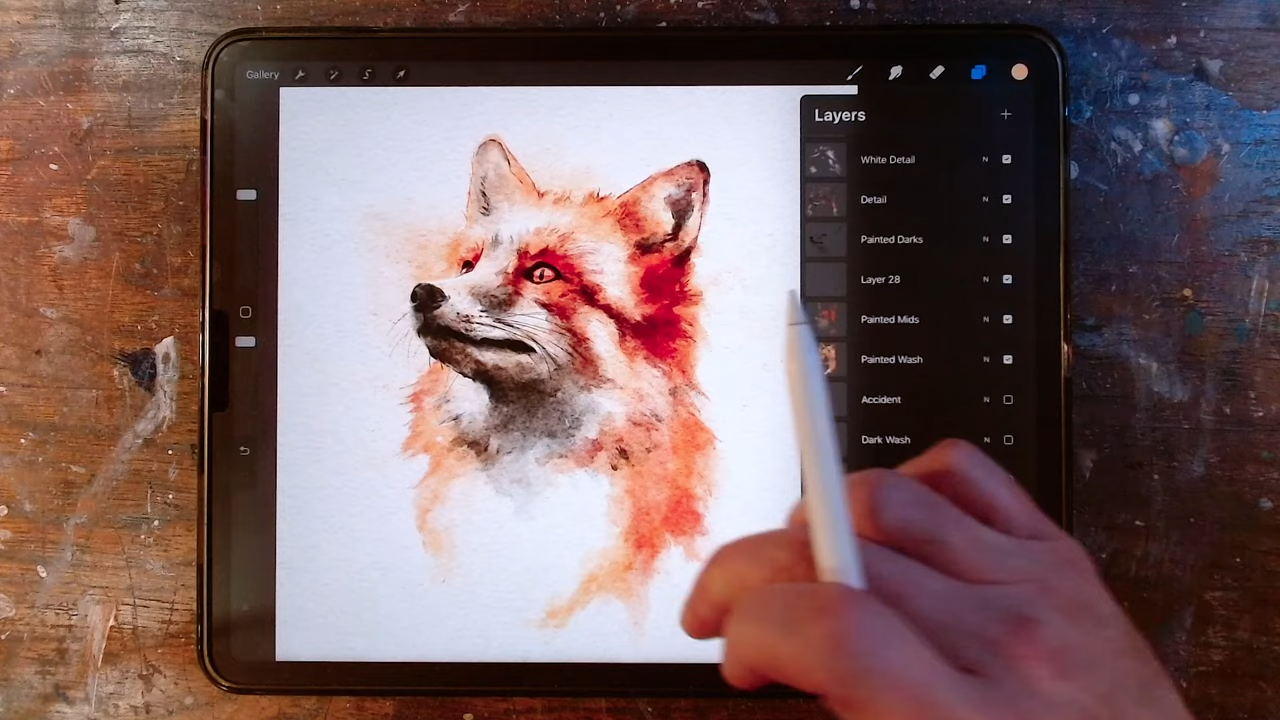 Gallery
Layers
White Detail N
Detail N
Painted Darks N
Layer 28 N
Painted Mids N
Painted Wash N
Accident N
Dark Wash N